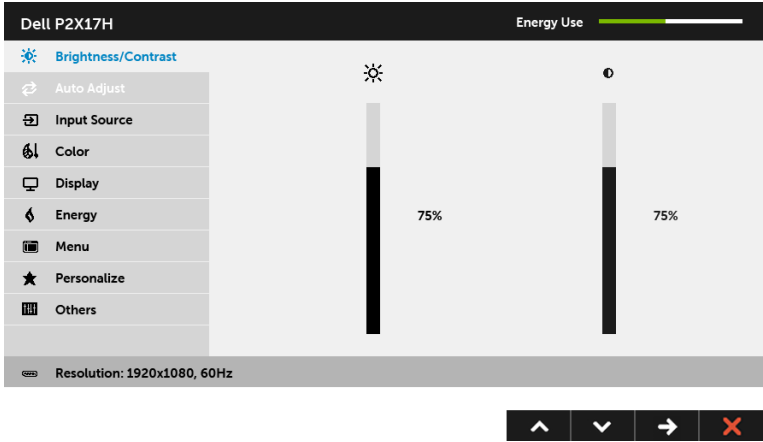 Dell P2X17H
Energy Use
Brightness/Contrast
Auto Adjust
Input Source
Color
Display
Energy
Menu
Personalize
Others
75%
75%
Resolution: 1920x1080, 60Hz